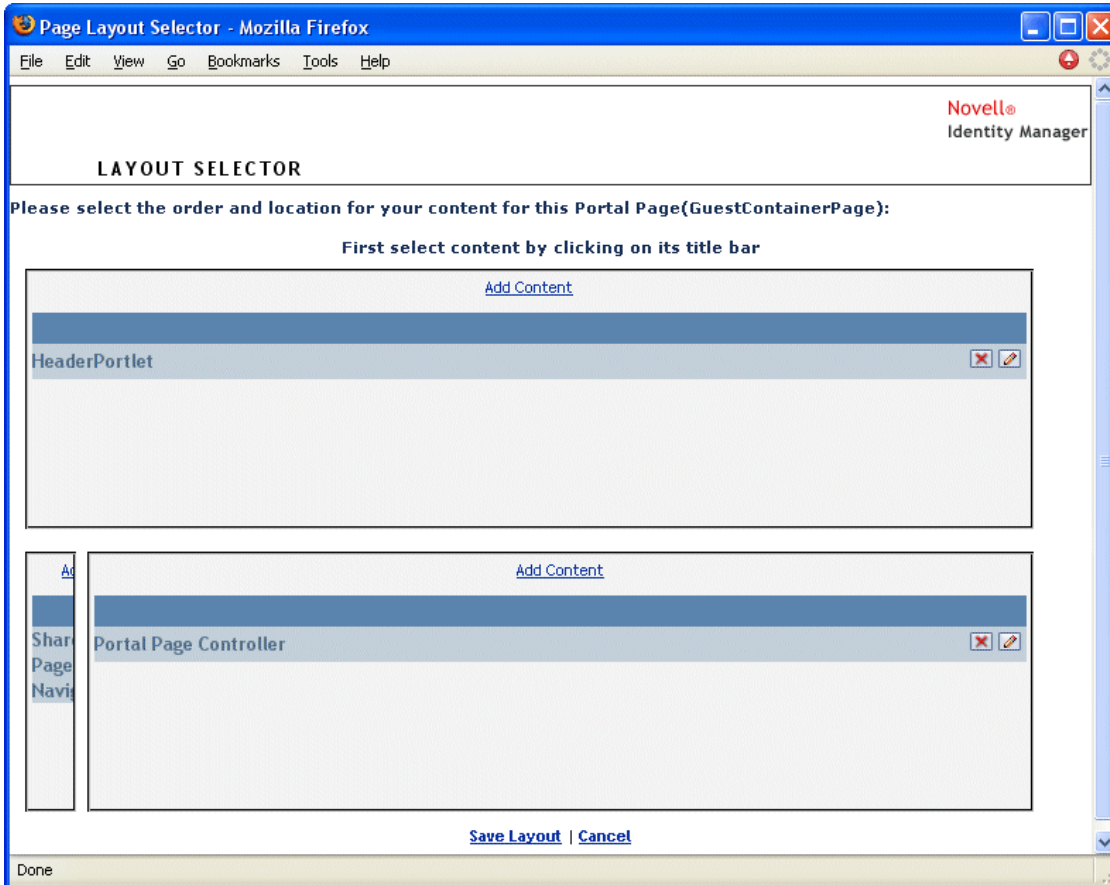 Page Layout Selector - Mozilla Firefox
File Edit View Go Bookmarks Tools Help
Novell®
Identity Manager
LAYOUT SELECTOR
Please select the order and location for your content for this Portal Page(GuestContainerPage):
First select content by clicking on its title bar
Add Content
HeaderPortlet
Add Content
Page
Portal Page Controller
Save Layout | Cancel
Done